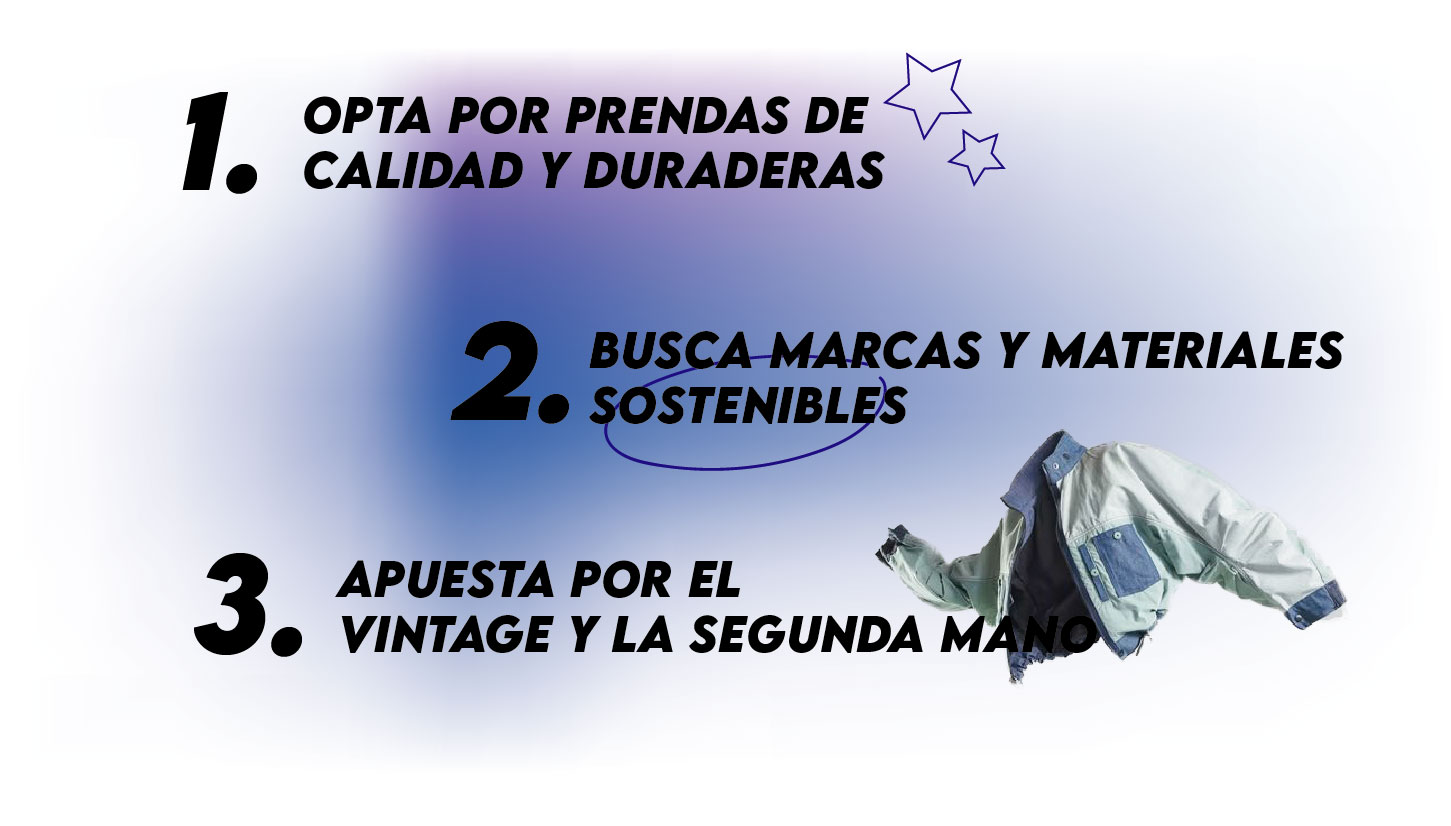 1. OPTA POR PRENDAS DE
CALIDAD Y DURADERAS
2. BUSCA MARCAS Y MATERIALES
SOSTENIBLES
3. APUESTA POR EL
VINTAGE Y LA SEGUNDA MANO